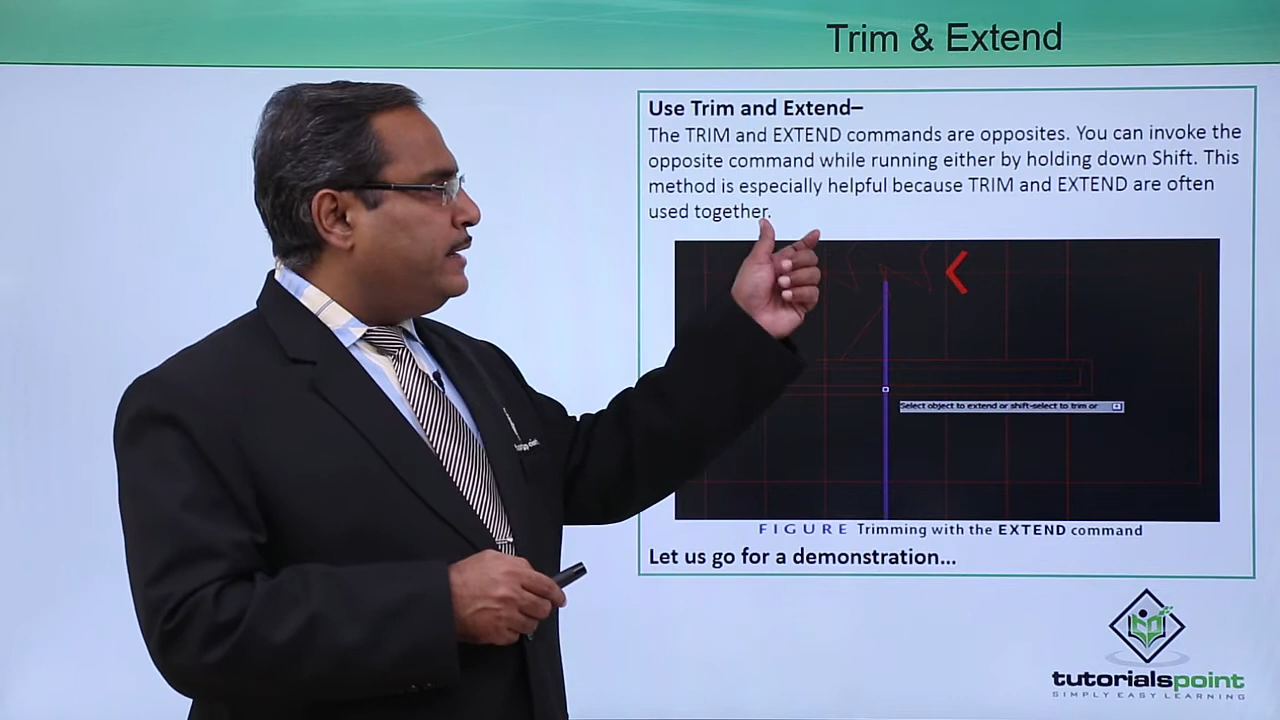 Trim & Extend
Use Trim and Extend–
The TRIM and EXTEND commands are opposites. You can invoke the
opposite command while running either by holding down Shift. This
method is especially helpful because TRIM and EXTEND are often
used together.
Select object to extend or shift-select to trim or
FIGURE Trimming with the EXTEND command
Let us go for a demonstration...
tutorialspoint
SIMPLY EASY LEARNING